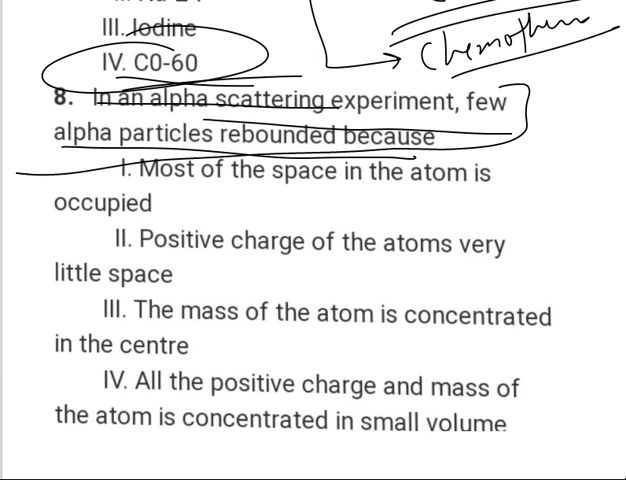 III. Iodine
IV. C0-60
Chemother
8. In an alpha scattering experiment, few
alpha particles rebounded because
I. Most of the space in the atom is
occupied
II. Positive charge of the atoms very
little space
III. The mass of the atom is concentrated
in the centre
IV. All the positive charge and mass of
the atom is concentrated in small volume